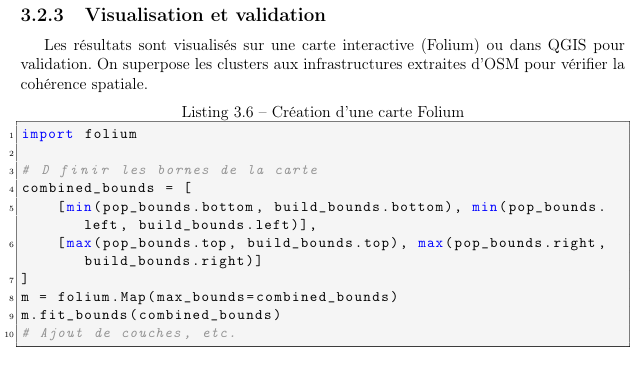 3.2.3 Visualisation et validation
Les résultats sont visualisés sur une carte interactive (Folium) ou dans QGIS pour
validation. On superpose les clusters aux infrastructures extraites d'OSM pour vérifier la
cohérence spatiale.
Listing 3.6 – Création d'une carte Folium
1 import folium
2
3 # D finir les bornes de la carte
4 combined_bounds = [
5 [min(pop_bounds.bottom, build_bounds.bottom), min(pop_bounds.
left, build_bounds.left)],
6 [max(pop_bounds.top, build_bounds.top), max(pop_bounds.right,
build_bounds.right)]
7 ]
8 m = folium.Map(max_bounds=combined_bounds)
9 m.fit_bounds(combined_bounds)
10 # Ajout de couches, etc.